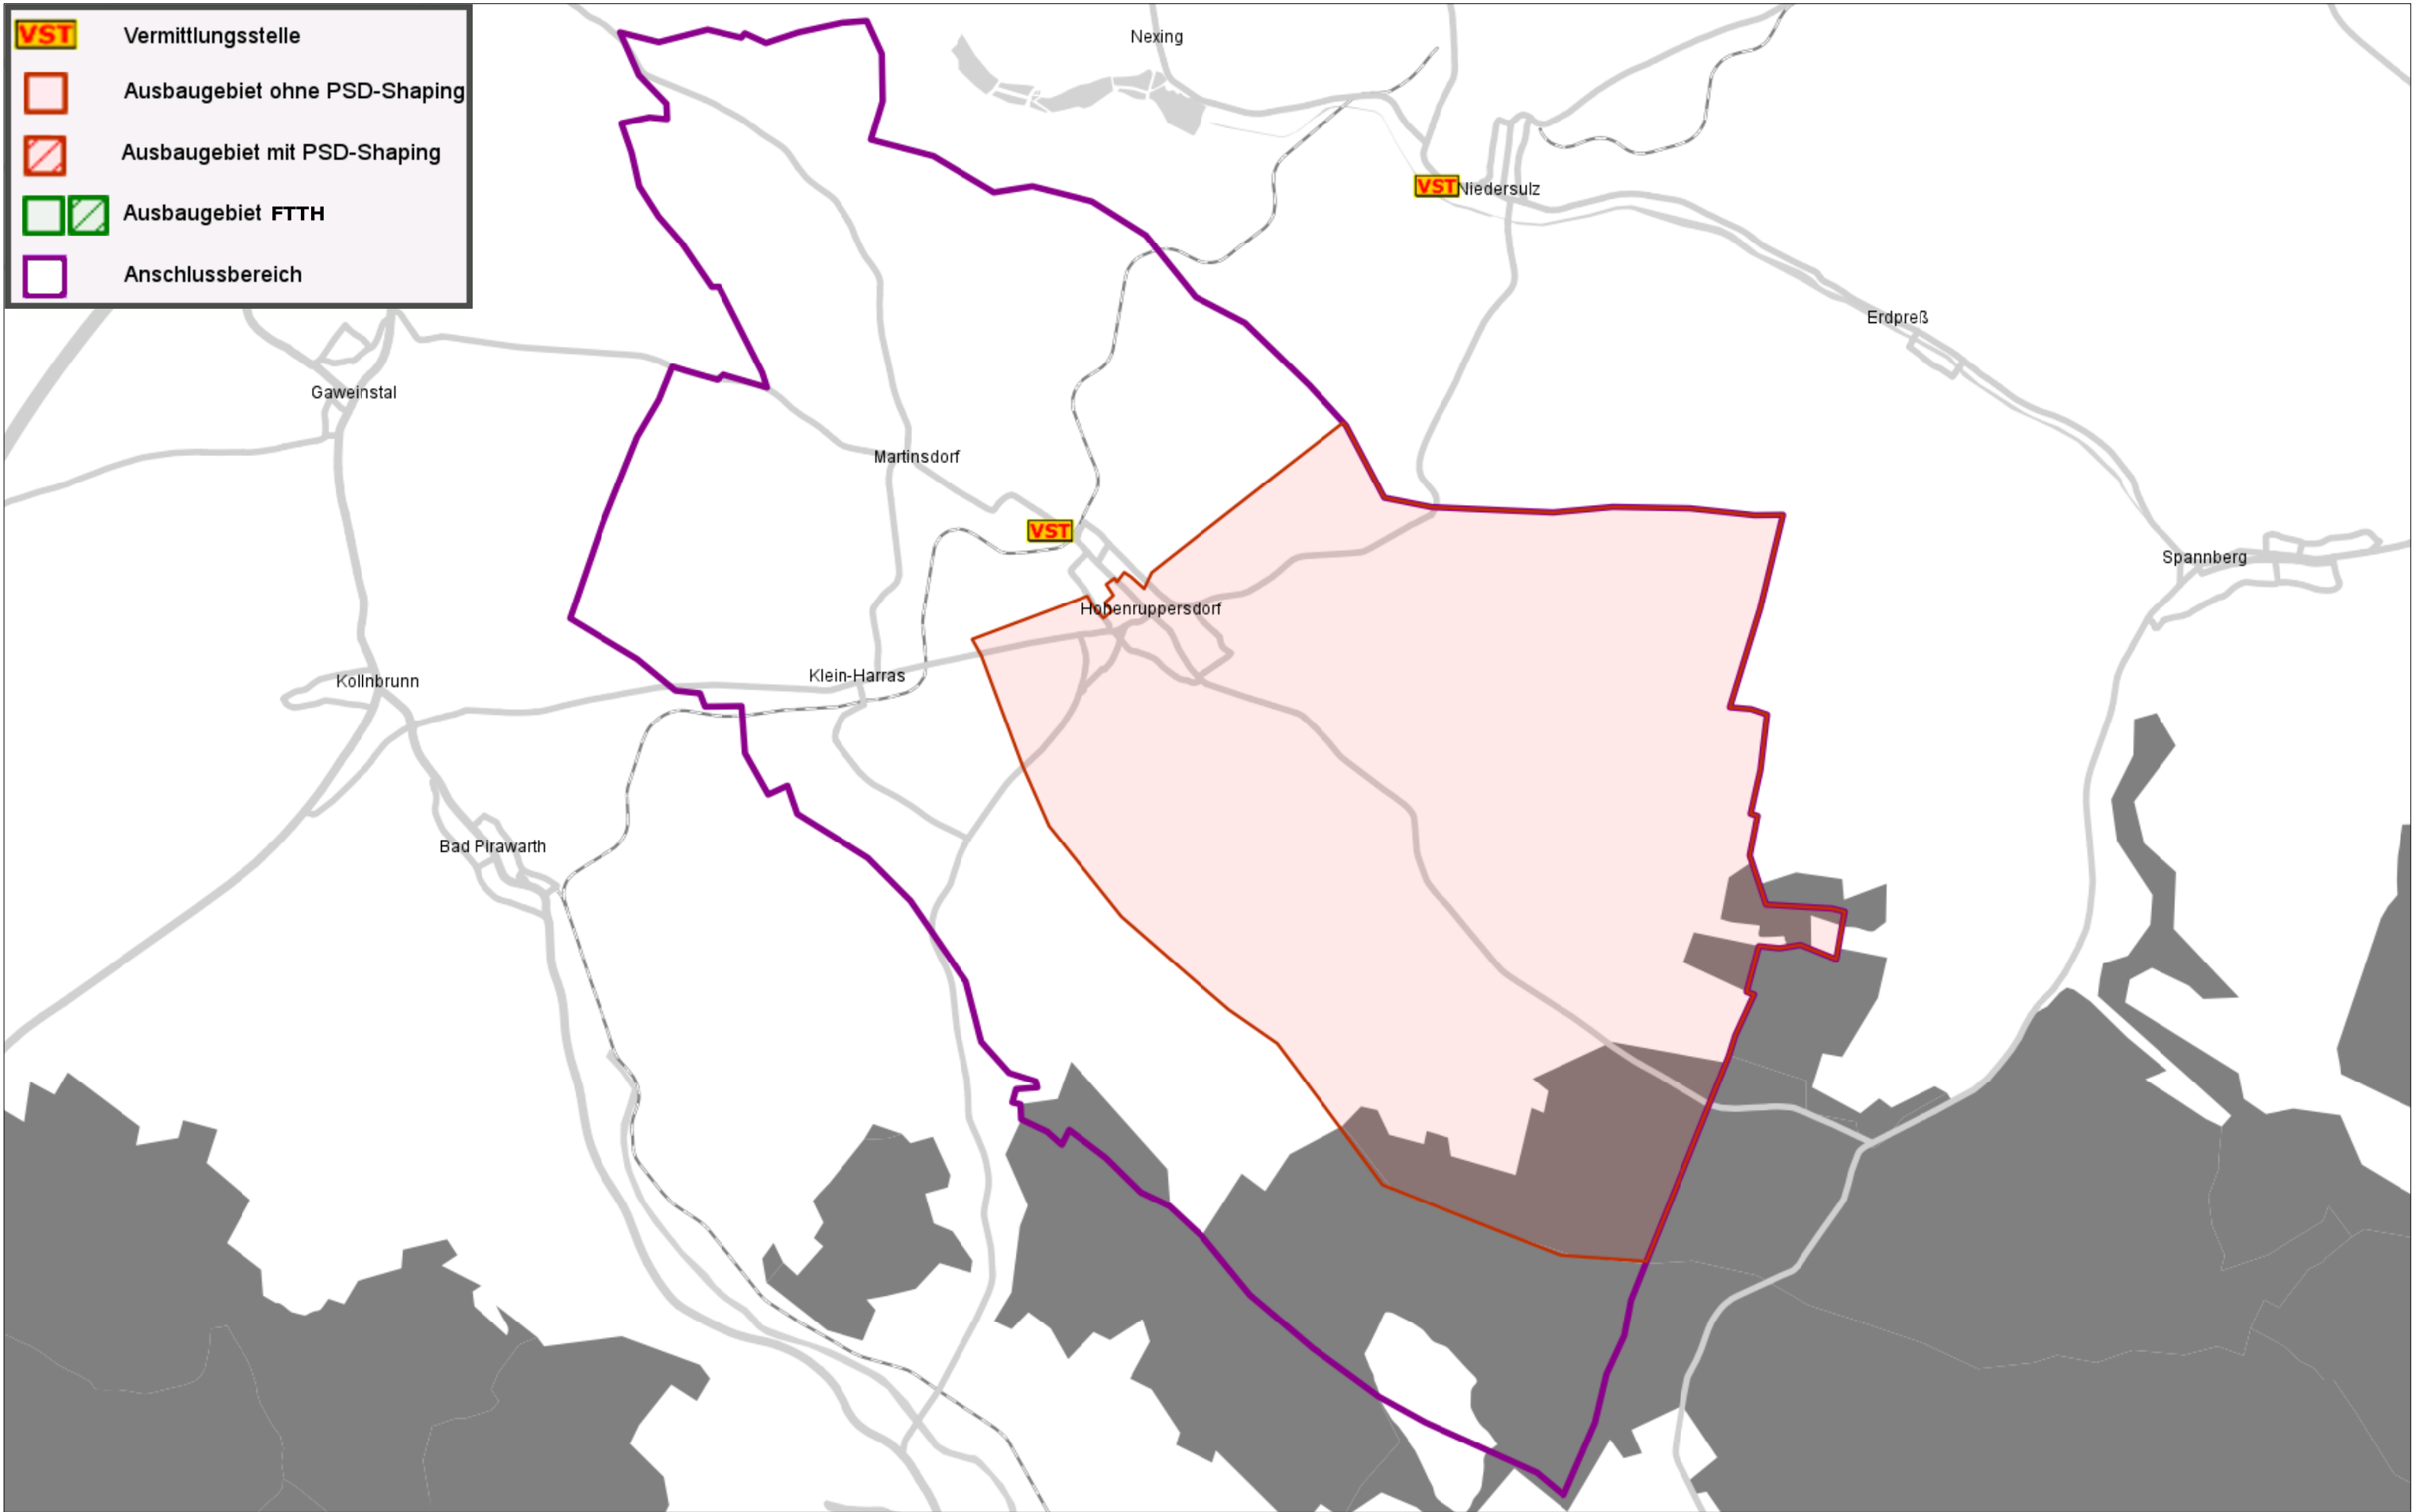 VST Vermittlungsstelle
Ausbaugebiet ohne PSD-Shaping
Ausbaugebiet mit PSD-Shaping
Ausbaugebiet FTTH
Anschlussbereich
Nexing
VST Niedersulz
Erdpreß
Gaweinstal
Martinsdorf
VST
Spannberg
Hohenruppersdorf
Klein-Harras
Kollnbrunn
Bad Pirawarth